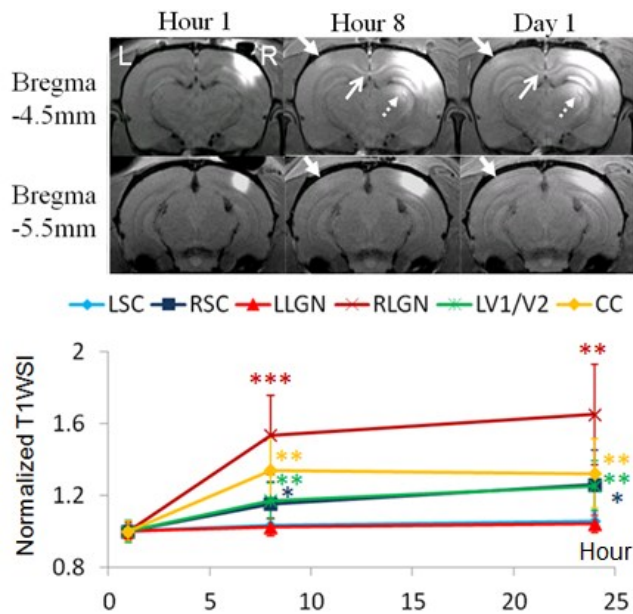 Hour 1 Hour 8 Day 1
L R
Bregma
-4.5mm
Bregma
-5.5mm
LSC RSC LLGN RLGN LV1/V2 CC
Normalized T1WSI
2
1.6
1.2
0.8
*** ** ** *
** ** ** *
Hour
0 5 10 15 20 25